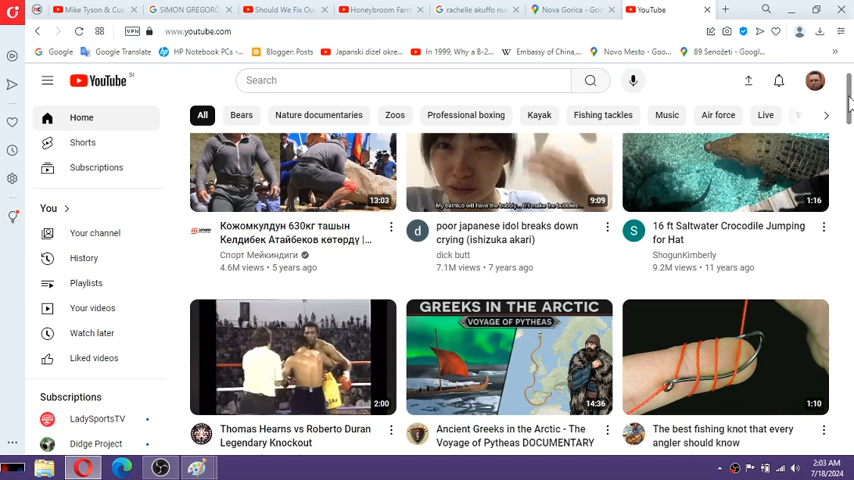 Mike Tyson & Cu
SIMON GREGORČ
Should We Fix Ou
Honeybroom Farm
rachelle akuffo nu
Nova Gorica - Goo
YouTube
VPN
www.youtube.com
Google
Google Translate
HP Notebook PC's
Blogger: Posts
Japanski dizel okre...
In 1999, Why a B-2...
Embassy of China,...
Novo Mesto - Goo...
89 Šenožeti - Googl...
YouTube SI
Search
Home
Shorts
Subscriptions
You
Your channel
History
Playlists
Your videos
Watch later
Liked videos
Subscriptions
LadySportsTV
Didge Project
All
Bears
Nature documentaries
Zoos
Professional boxing
Kayak
Fishing tackles
Music
Air force
Live
13:03
Кожомкулдун 630кг ташын
Келдибек Атайбеков көтөрдү |...
Спорт Мейкиндиги
4.6M views • 5 years ago
9:09
poor japanese idol breaks down
crying (ishizuka akari)
dick butt
7.1M views • 7 years ago
1:16
S
16 ft Saltwater Crocodile Jumping
for Hat
ShogunKimberly
9.2M views • 11 years ago
2:00
Thomas Hearns vs Roberto Duran
Legendary Knockout
GREEKS IN THE ARCTIC
VOYAGE OF PYTHEAS
14:36
Ancient Greeks in the Arctic - The
Voyage of Pytheas DOCUMENTARY
1:10
The best fishing knot that every
angler should know
2:03 AM
7/18/2024